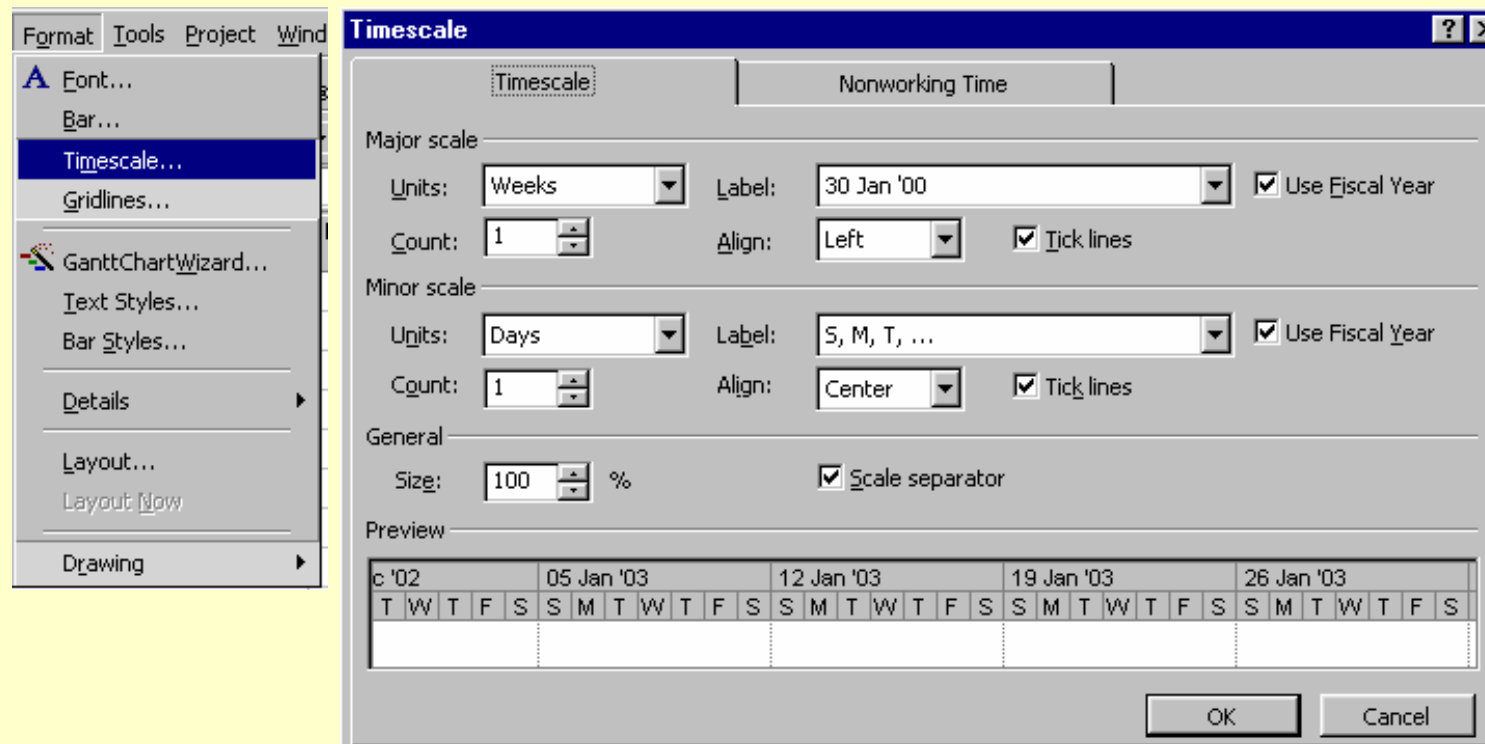 Format Tools Project Wind
Font...
Bar...
Timescale...
Gridlines...
GanttChartWizard...
Text Styles...
Bar Styles...
Details
Layout...
Layout Now
Drawing
Timescale
Timescale Nonworking Time
Major scale
Units: Weeks Label: 30 Jan '00 Use Fiscal Year
Count: 1 Align: Left Tick lines
Minor scale
Units: Days Label: S, M, T, ... Use Fiscal Year
Count: 1 Align: Center Tick lines
General
Size: 100 % Scale separator
Preview
c '02 05 Jan '03 12 Jan '03 19 Jan '03 26 Jan '03
T W T F S S M T W T F S S M T W T F S S M T W T F S S M T W T F S
OK Cancel